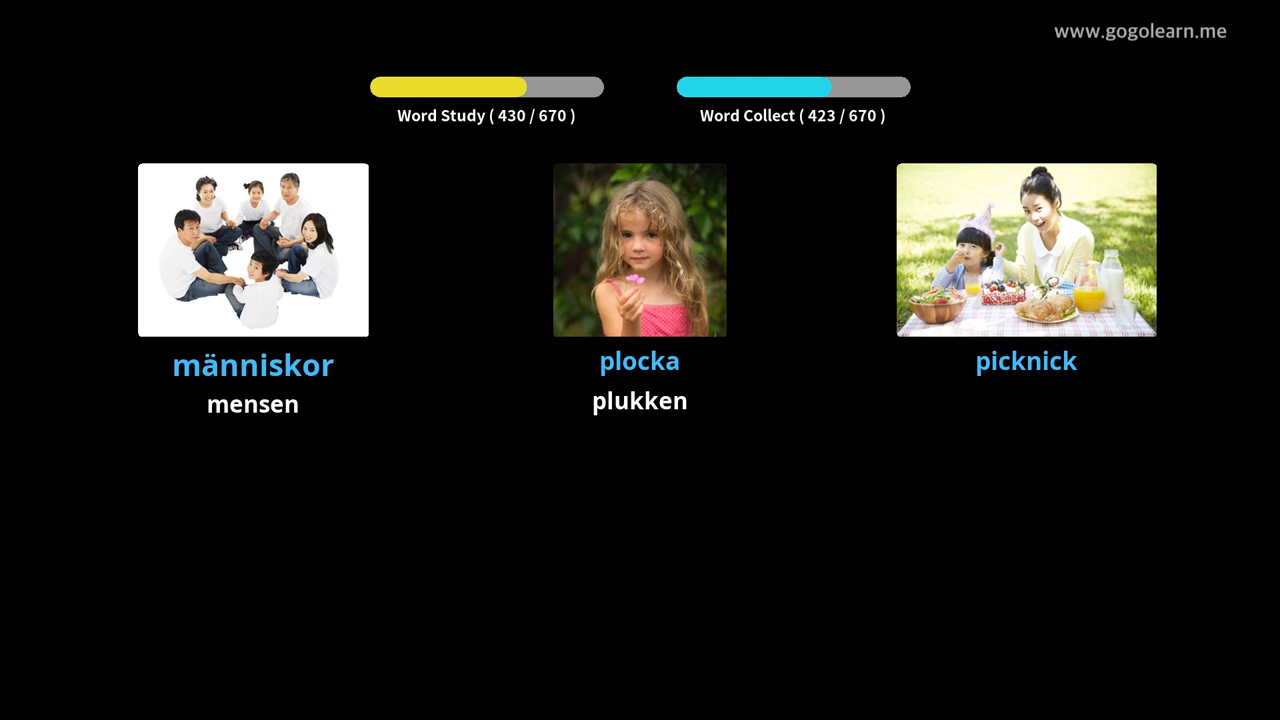 www.gogolearn.me
Word Study ( 430 / 670 )
Word Collect ( 423 / 670 )
människor
plocka
picknick
mensen
plukken